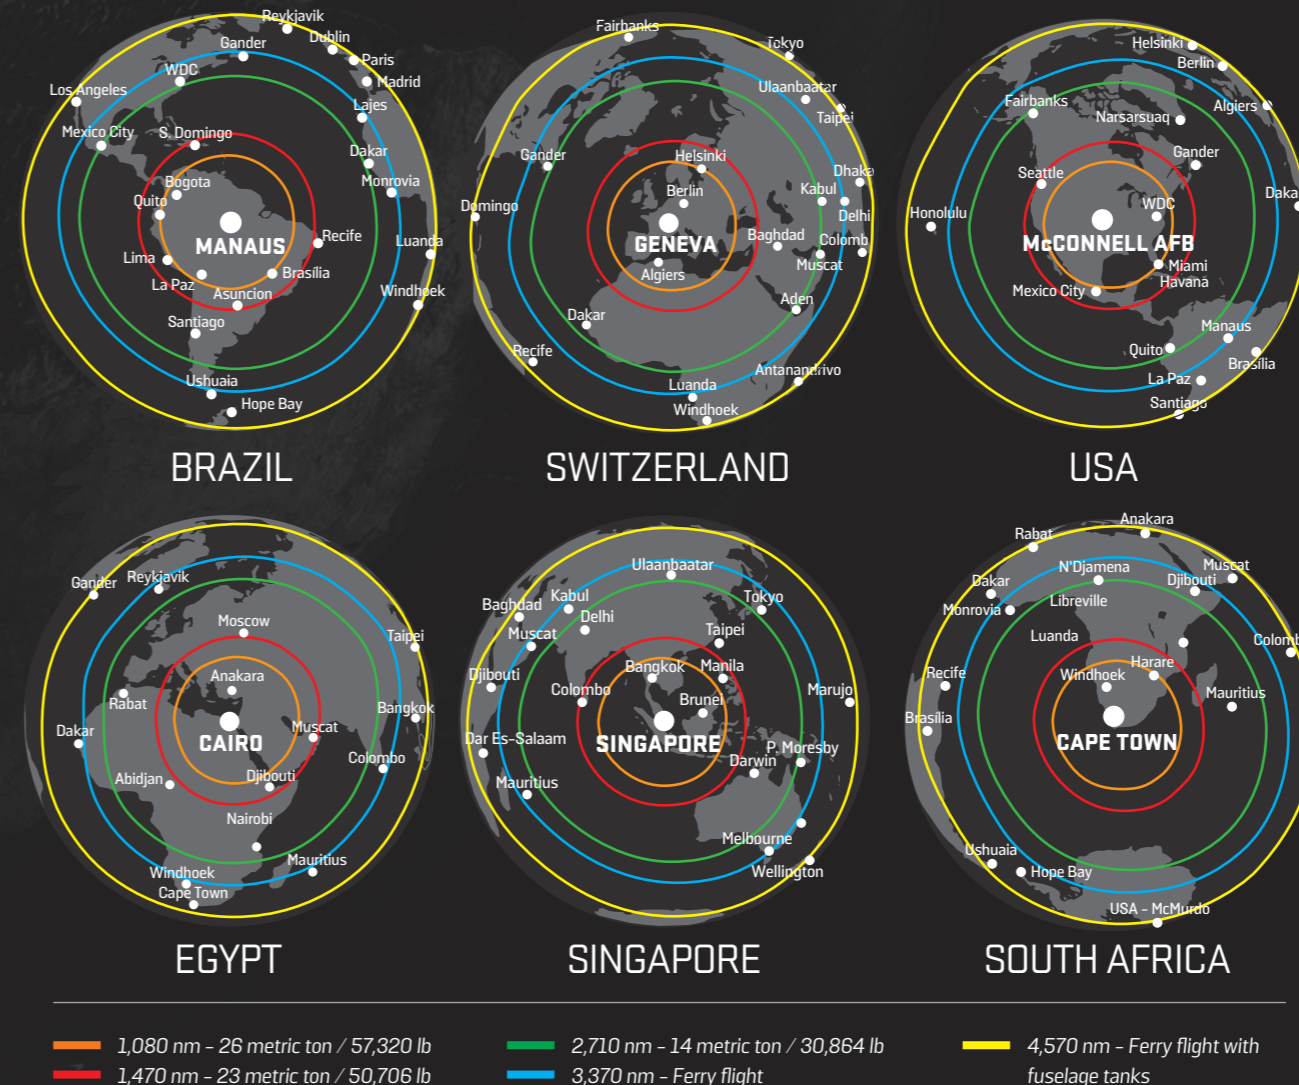 Reykjavik
Dublin
Gander
Paris
WDC
Madrid
Los Angeles
Lajes
Mexico City
S. Domingo
Dakar
Bogota
Monrovia
Quito
MANAUS
Recife
Luanda
Lima
La Paz
Brasília
Asuncion
Windhoek
Santiago
Ushuaia
Hope Bay
BRAZIL
Fairbanks
Tokyo
Ulaanbaatar
Taipei
Gander
Helsinki
Dhaka
Berlin
Kabul
Domingo
Delhi
GENEVA
Baghdad
Colomb
Algiers
Muscat
Aden
Dakar
Recife
Antanandrivo
Luanda
Windhoek
SWITZERLAND
Helsinki
Berlin
Fairbanks
Algiers
Narsarsuaq
Gander
Seattle
Daka
Honolulu
WDC
McCONNELL AFB
Miami
Havana
Mexico City
Manaus
Quito
Brasília
La Paz
Santiago
USA
Gander
Reykjavik
Moscow
Taipei
Anakara
Rabat
Bangkok
Dakar
Muscat
CAIRO
Colombo
Abidjan
Djibouti
Nairobi
Mauritius
Windhoek
Cape Town
EGYPT
Ulaanbaatar
Kabul
Tokyo
Baghdad
Delhi
Muscat
Taipei
Bangkok
Manila
Djibouti
Colombo
Brunei
Marujo
Dar Es-Salaam
SINGAPORE
P. Moresby
Darwin
Mauritius
Melbourne
Wellington
SINGAPORE
Anakara
Rabat
N'Djamena
Muscat
Dakar
Djibouti
Monrovia
Libreville
Luanda
Colomb
Recife
Windhoek
Harare
Mauritius
Brasília
CAPE TOWN
Ushuaia
Hope Bay
USA - McMurdo
SOUTH AFRICA
1,080 nm - 26 metric ton / 57,320 lb
1,470 nm - 23 metric ton / 50,706 lb
2,710 nm - 14 metric ton / 30,864 lb
3,370 nm - Ferry flight
4,570 nm - Ferry flight with
fuselage tanks